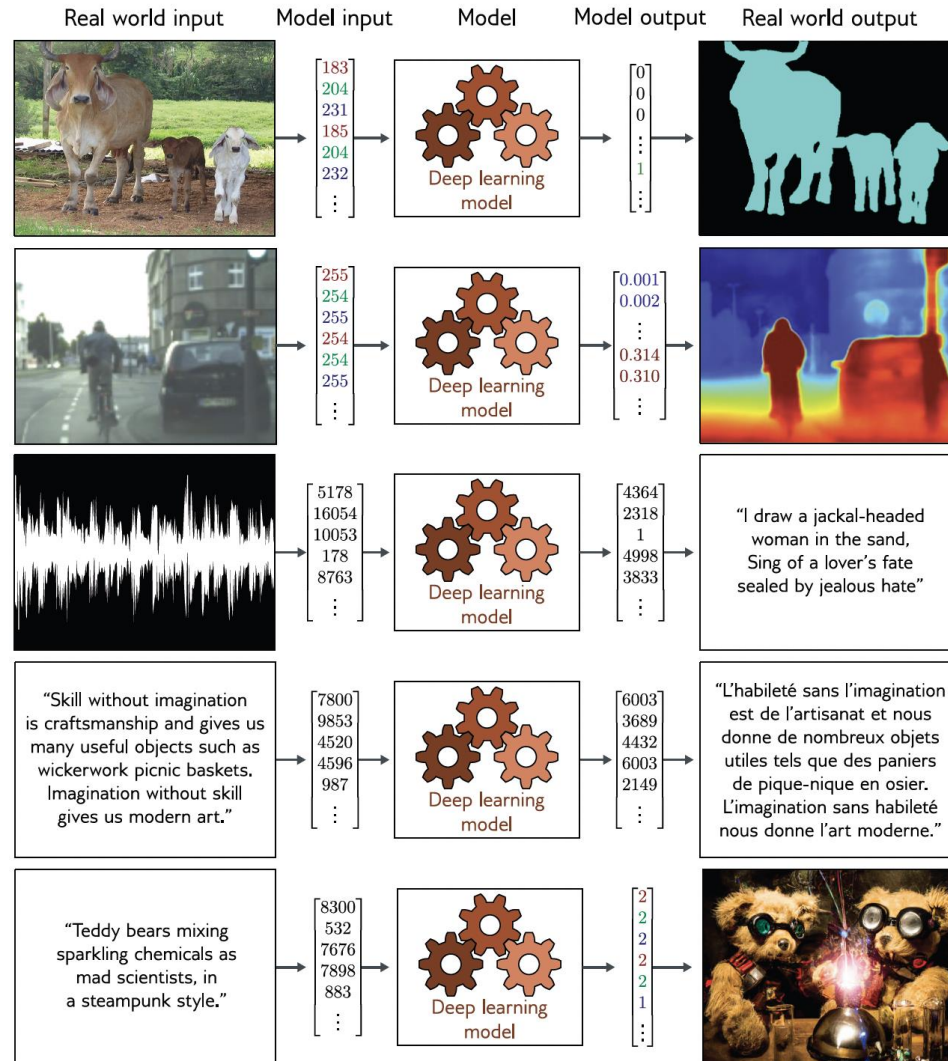 Real world input
Model input
Model
Model output
Real world output
183
204
231
185
204
232
⋮
Deep learning
model
0
0
0
⋮
1
⋮
255
254
255
254
254
255
⋮
Deep learning
model
0.001
0.002
⋮
0.314
0.310
⋮
5178
16054
10053
178
8763
⋮
Deep learning
model
4364
2318
1
4998
3833
⋮
“I draw a jackal-headed
woman in the sand,
Sing of a lover’s fate
sealed by jealous hate”
“Skill without imagination
is craftsmanship and gives us
many useful objects such as
wickerwork picnic baskets.
Imagination without skill
gives us modern art.”
7800
9853
4520
4596
987
⋮
Deep learning
model
6003
3689
4432
6003
2149
⋮
“L’habileté sans l’imagination
est de l’artisanat et nous
donne de nombreux objets
utiles tels que des paniers
de pique-nique en osier.
L’imagination sans habileté
nous donne l’art moderne.”
“Teddy bears mixing
sparkling chemicals as
mad scientists, in
a steampunk style.”
8300
532
7676
7898
883
⋮
Deep learning
model
2
2
2
2
2
1
⋮